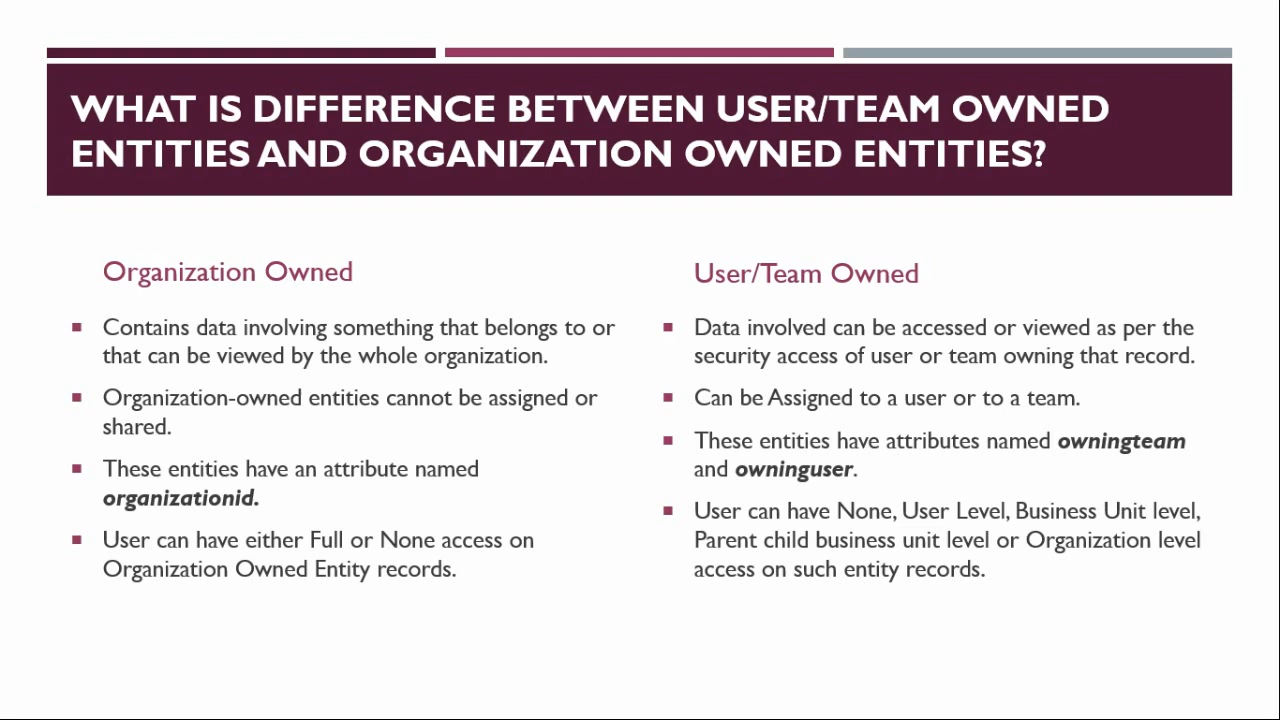 WHAT IS DIFFERENCE BETWEEN USER/TEAM OWNED
ENTITIES AND ORGANIZATION OWNED ENTITIES?
Organization Owned
Contains data involving something that belongs to or
that can be viewed by the whole organization.
Organization-owned entities cannot be assigned or
shared.
These entities have an attribute named
organizationid.
User can have either Full or None access on
Organization Owned Entity records.
User/Team Owned
Data involved can be accessed or viewed as per the
security access of user or team owning that record.
Can be Assigned to a user or to a team.
These entities have attributes named owningteam
and owninguser.
User can have None, User Level, Business Unit level,
Parent child business unit level or Organization level
access on such entity records.